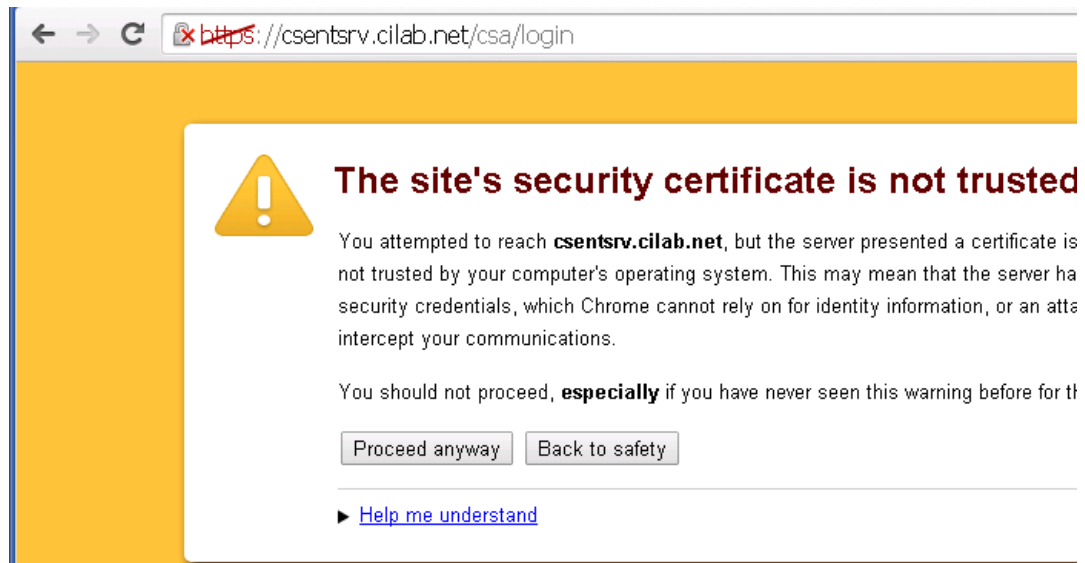 https://csentsrv.cilab.net/csa/login
The site's security certificate is not trusted
You attempted to reach csentsrv.cilab.net, but the server presented a certificate is
not trusted by your computer's operating system. This may mean that the server ha
security credentials, which Chrome cannot rely on for identity information, or an atta
intercept your communications.
You should not proceed, especially if you have never seen this warning before for th
Proceed anyway Back to safety
Help me understand